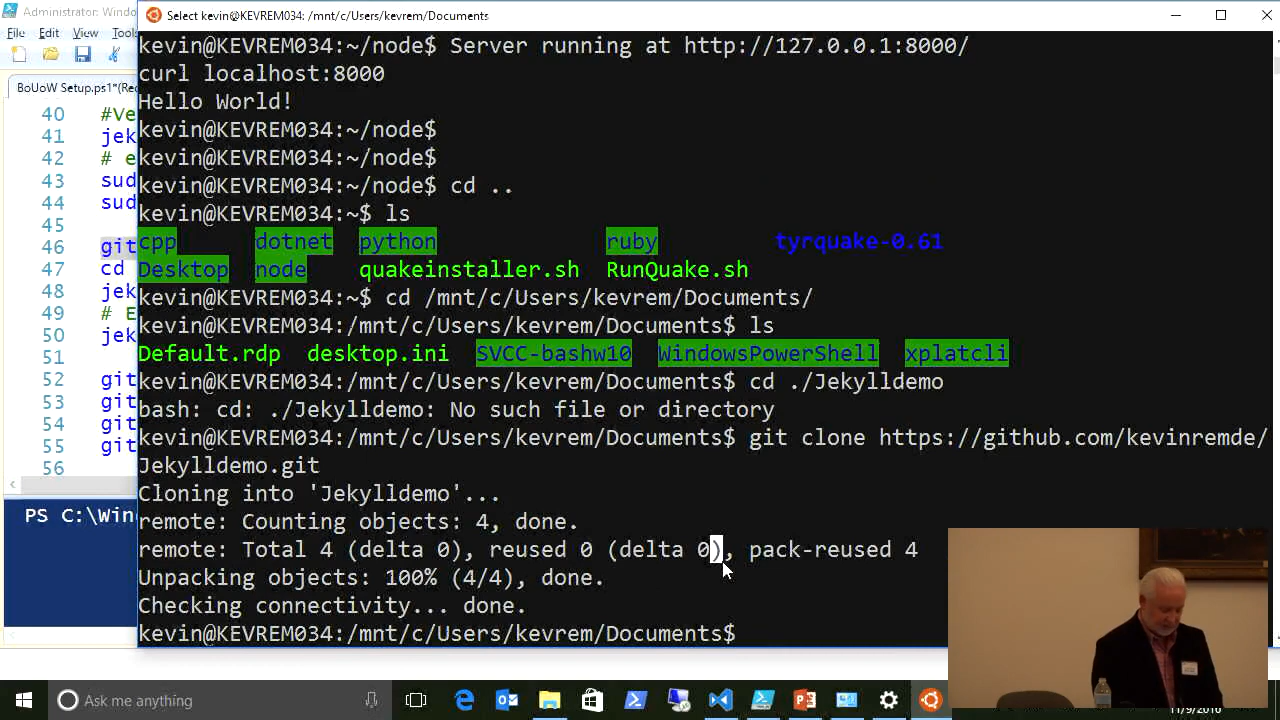 Administrator: Wind
Select kevin@KEVREM034: /mnt/c/Users/kevrem/Documents
File Edit View Tools
BoUoW Setup.ps1*(Rec
40 #Ve
41 jek
42 # e
43 sud
44 sud
45
46 git
47 cd
48 jek
49 # E
50 jek
51
52 git
53 git
54 git
55 git
56
PS C:\Wind
kevin@KEVREM034:~/node$ Server running at http://127.0.0.1:8000/
curl localhost:8000
Hello World!
kevin@KEVREM034:~/node$
kevin@KEVREM034:~/node$
kevin@KEVREM034:~/node$ cd ..
kevin@KEVREM034:~$ ls
cpp dotnet python ruby tyrquake-0.61
Desktop node quakeinstaller.sh RunQuake.sh
kevin@KEVREM034:~$ cd /mnt/c/Users/kevrem/Documents/
kevin@KEVREM034:/mnt/c/Users/kevrem/Documents$ ls
Default.rdp desktop.ini SVCC-bashw10 WindowsPowerShell xplatcli
kevin@KEVREM034:/mnt/c/Users/kevrem/Documents$ cd ./Jekylldemo
bash: cd: ./Jekylldemo: No such file or directory
kevin@KEVREM034:/mnt/c/Users/kevrem/Documents$ git clone https://github.com/kevinremde/
Jekylldemo.git
Cloning into 'Jekylldemo'...
remote: Counting objects: 4, done.
remote: Total 4 (delta 0), reused 0 (delta 0), pack-reused 4
Unpacking objects: 100% (4/4), done.
Checking connectivity... done.
kevin@KEVREM034:/mnt/c/Users/kevrem/Documents$
Ask me anything
11/9/2016